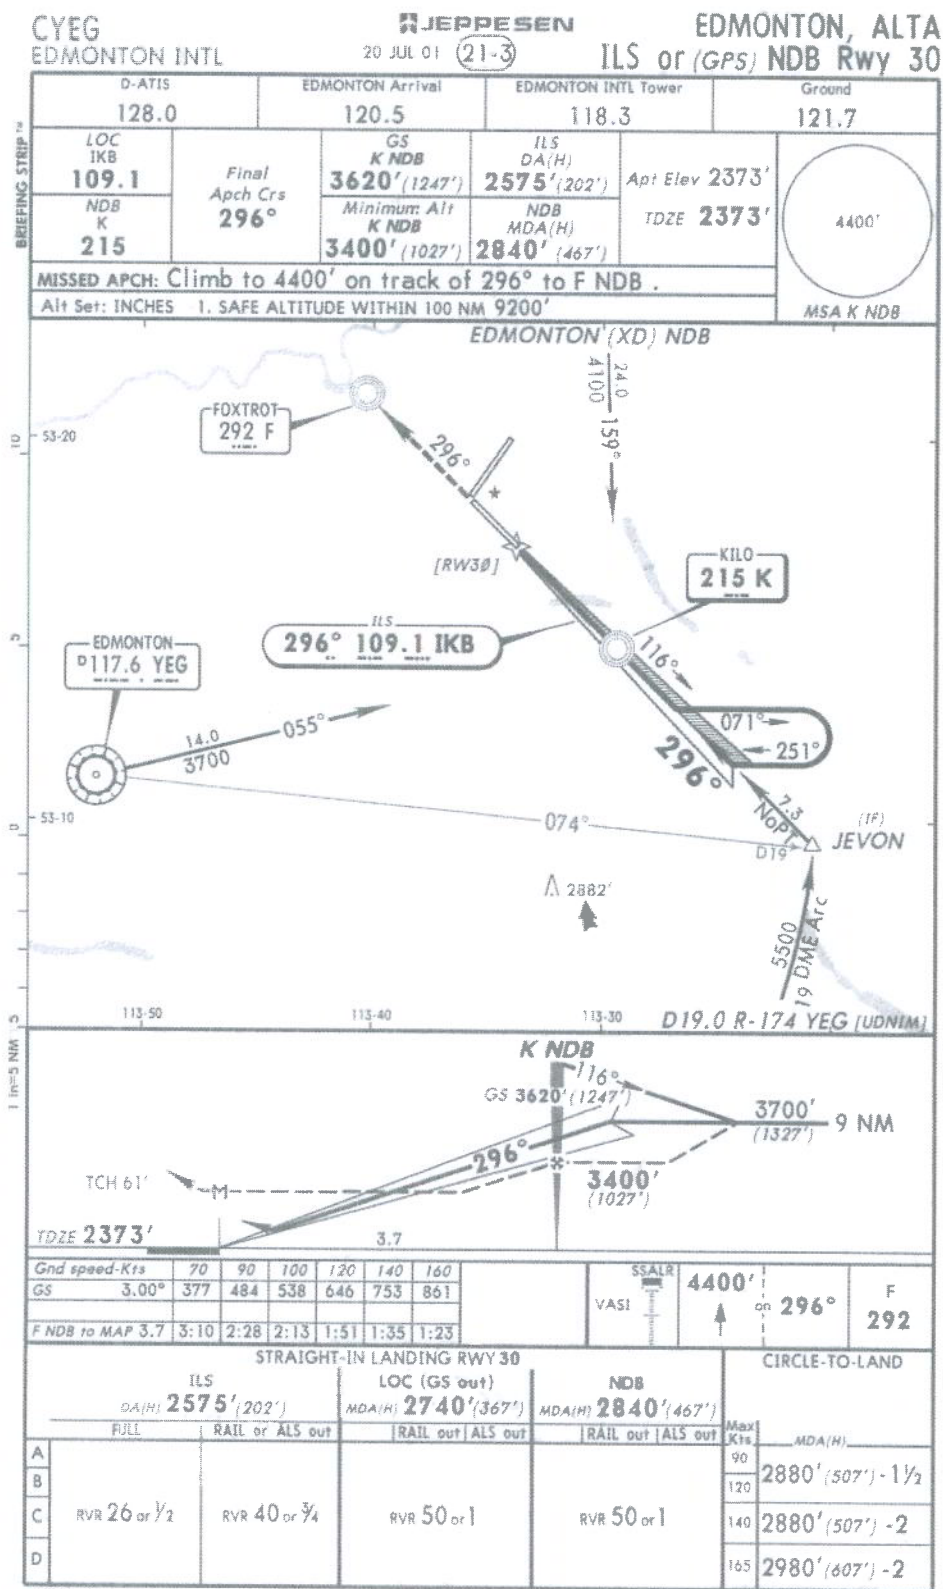 CYEG
EDMONTON INTL
JEPPESEN
20 JUL 01 21-3
EDMONTON, ALTA
ILS or (GPS) NDB Rwy 30
BRIEFING STRIP™
D-ATIS
128.0
EDMONTON Arrival
120.5
EDMONTON INTL Tower
118.3
Ground
121.7
LOC
IKB
109.1
NDB
K
215
Final
Apch Crs
296°
GS
K NDB
3620' (1247')
Minimum Alt
K NDB
3400' (1027')
ILS
DA(H)
2575' (202')
NDB
MDA(H)
2840' (467')
Apt Elev 2373'
TDZE 2373'
4400'
MSA K NDB
MISSED APCH: Climb to 4400' on track of 296° to F NDB .
Alt Set: INCHES 1. SAFE ALTITUDE WITHIN 100 NM 9200'
EDMONTON (XD) NDB
24.0
4100
159°
FOXTROT
292 F
10
53-20
296°
[RW30]
KILO
215 K
ILS
296° 109.1 IKB
5
EDMONTON
D117.6 YEG
116°
071°
251°
14.0
3700
055°
296°
53-10
0
074°
7.3
NoPT
D19
(IF)
JEVON
2882'
5500
19 DME Arc
113-50
113-40
113-30
D19.0 R-174 YEG [UDNIM]
5
1 in=5 NM
K NDB
116°
GS 3620' (1247')
3700'
(1327')
9 NM
296°
3400'
(1027')
TCH 61'
M
TDZE 2373'
3.7
Gnd speed-Kts 70 90 100 120 140 160
GS 3.00° 377 484 538 646 753 861
F NDB to MAP 3.7 3:10 2:28 2:13 1:51 1:35 1:23
SSALR
VASI
4400'
on 296°
F
292
STRAIGHT-IN LANDING RWY 30
CIRCLE-TO-LAND
ILS
DA(H) 2575' (202')
LOC (GS out)
MDA(H) 2740' (367')
NDB
MDA(H) 2840' (467')
FULL
RAIL or ALS out
RAIL out
ALS out
RAIL out
ALS out
Max
Kts
MDA(H)
A
B
C
D
RVR 26 or ½
RVR 40 or ¾
RVR 50 or 1
RVR 50 or 1
90
120
2880' (507') - 1½
140 2880' (507') -2
165 2980' (607') -2